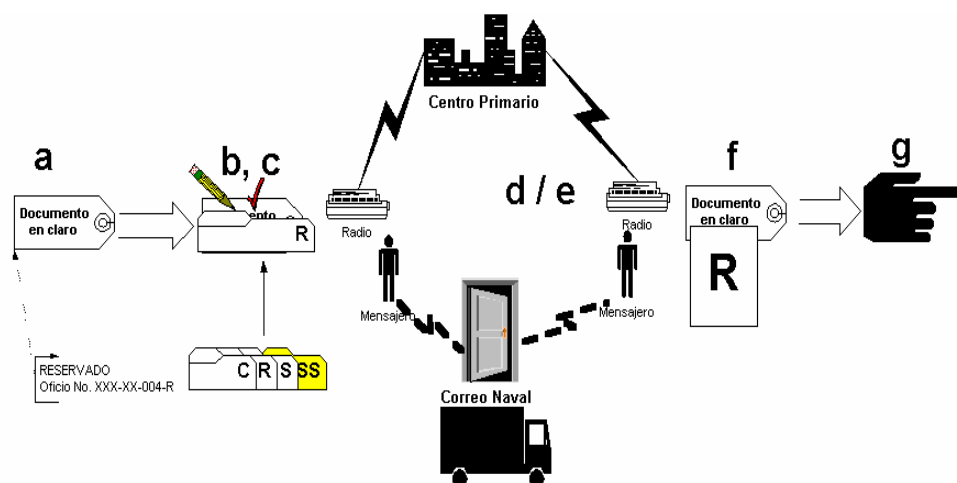 Centro Primario
a
b, c
d / e
f
g
Documento
en claro
R
Radio
Radio
Documento
en claro
R
Mensajero
Mensajero
RESERVADO
Oficio No. XXX-XX-004-R
C R S SS
Correo Naval